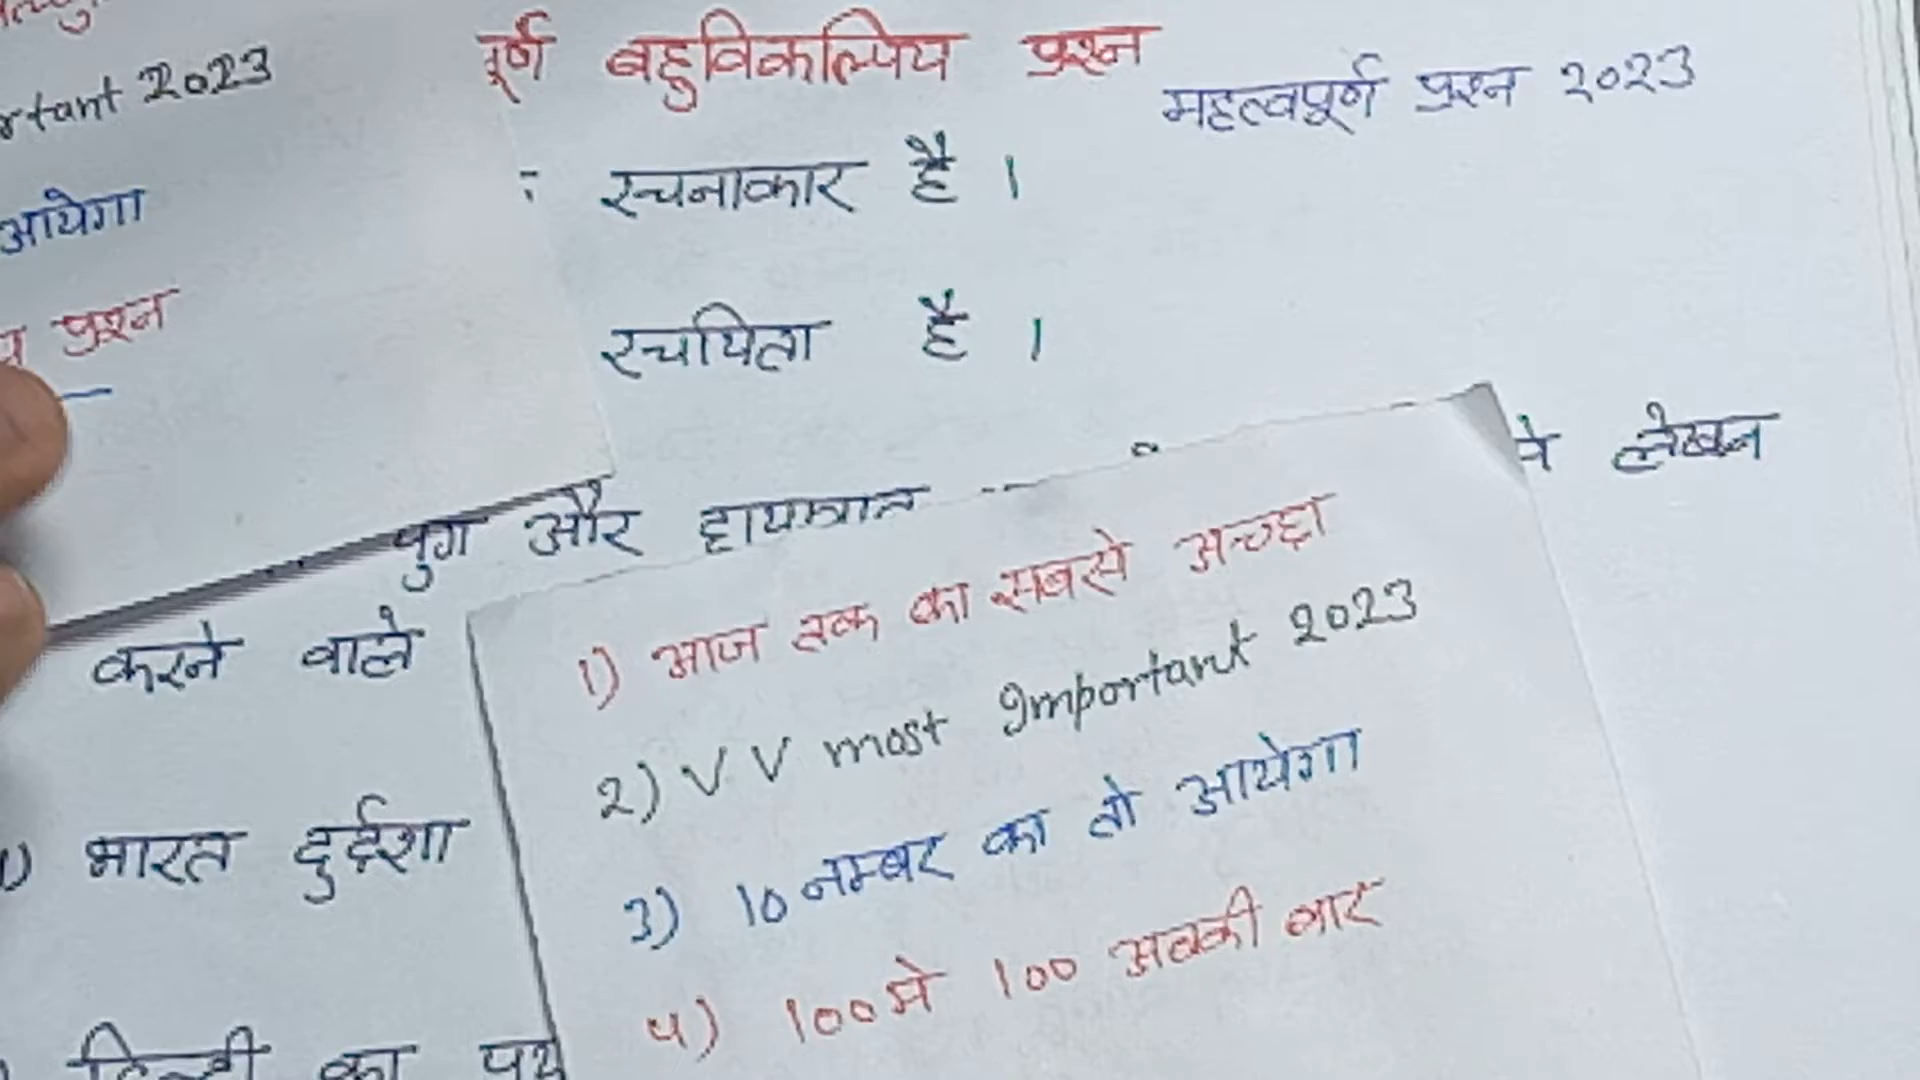 rtant 2023
आयेगा
प्रश्न
बहुविकल्पिय प्रश्न
महत्वपूर्ण प्रश्न २०२3
रचनाकार है ।
रचयिता है ।
लेखन
युग और
करने वाले
भारत दुर्दशा
हिन्दी का
1) आज तक का सबसे अच्छा
2) V V most Important 2023
3) 10 नम्बर का तो आयेगा
4) 100 मे 100 अबकी बार